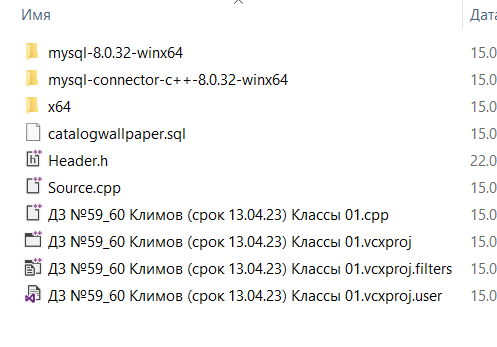 Имя Дата
mysql-8.0.32-winx64 15.0
mysql-connector-c++-8.0.32-winx64 15.0
x64 15.0
catalogwallpaper.sql 15.0
Header.h 22.0
Source.cpp 15.0
ДЗ №59_60 Климов (срок 13.04.23) Классы 01.cpp 15.0
ДЗ №59_60 Климов (срок 13.04.23) Классы 01.vcxproj 15.0
ДЗ №59_60 Климов (срок 13.04.23) Классы 01.vcxproj.filters 15.0
ДЗ №59_60 Климов (срок 13.04.23) Классы 01.vcxproj.user 15.0